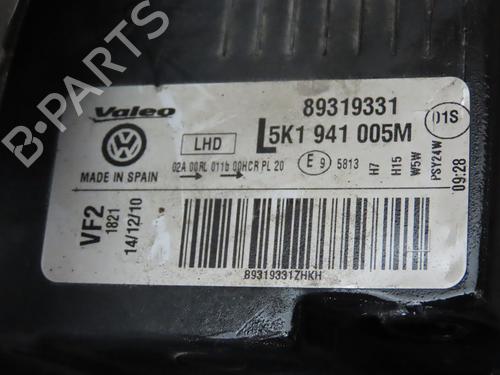 B-PARTS
Valeo
MADE IN SPAIN
LHD
89319331
L5K1 941 005M
D1S
02A 00RL 011b 00HCR PL 20
E 9 5813
H7
H15
W5W
PSY24W
09:28
VF2
1821
14/12/10
89319331ZHKH